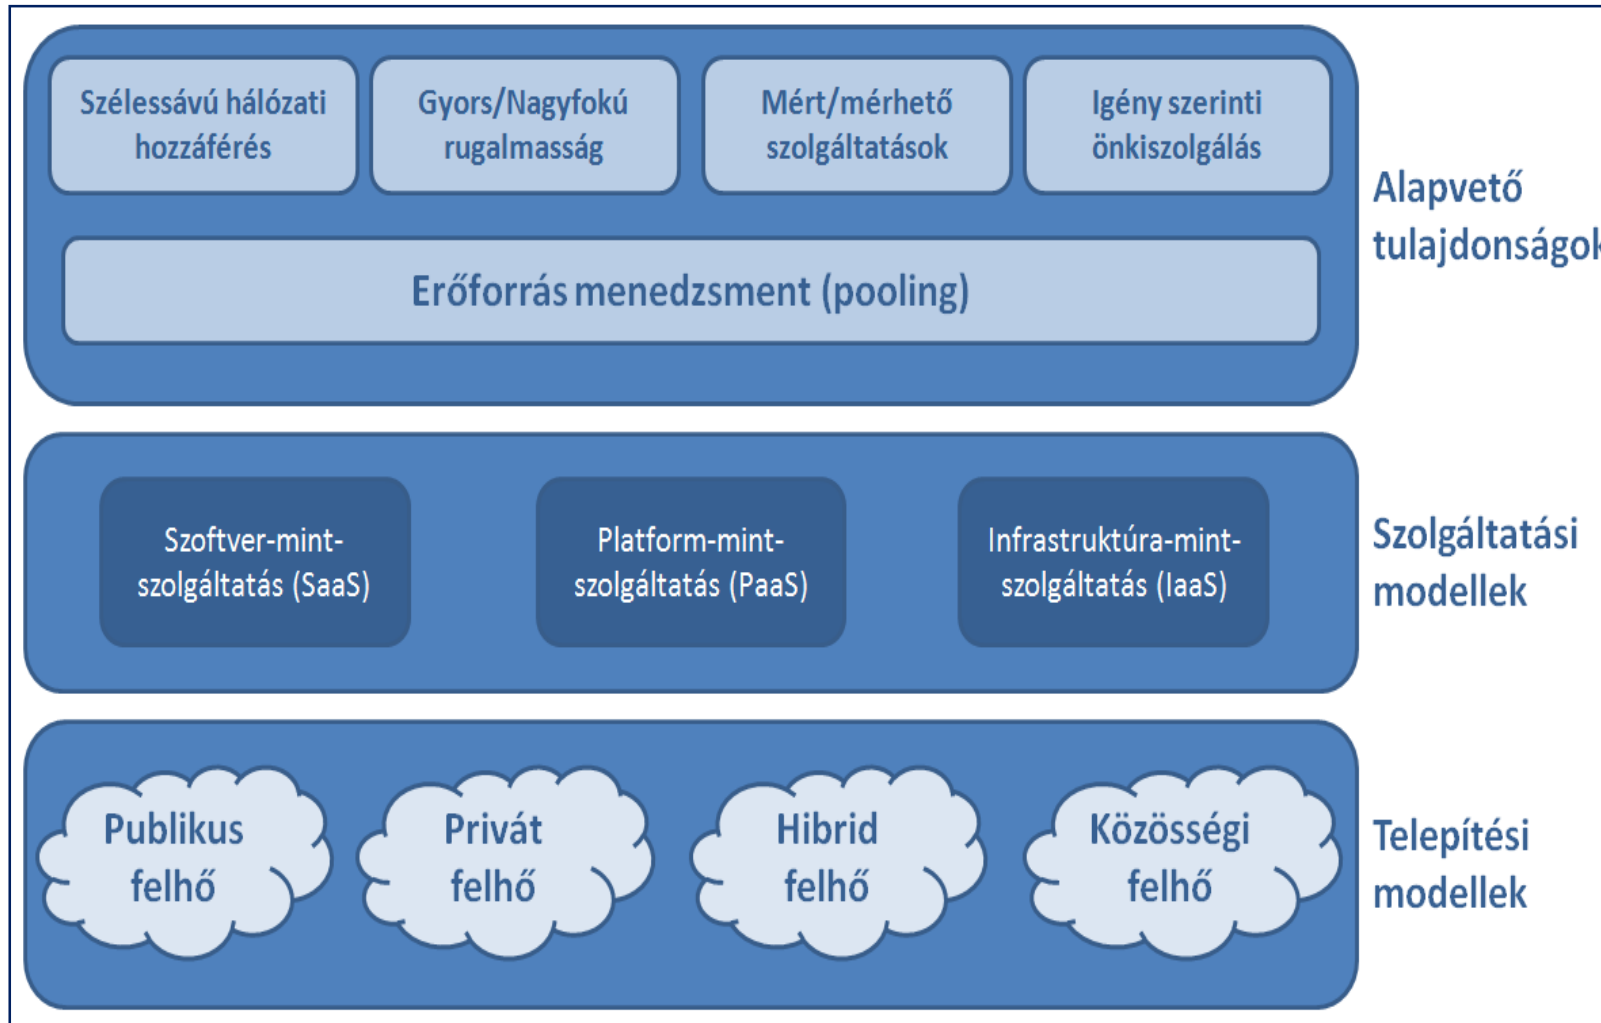 Szélessávú hálózati
hozzáférés
Gyors/Nagyfokú
rugalmasság
Mért/mérhető
szolgáltatások
Igény szerinti
önkiszolgálás
Erőforrás menedzsment (pooling)
Alapvető
tulajdonságok
Szoftver-mint-
szolgáltatás (SaaS)
Platform-mint-
szolgáltatás (PaaS)
Infrastruktúra-mint-
szolgáltatás (IaaS)
Szolgáltatási
modellek
Publikus
felhő
Privát
felhő
Hibrid
felhő
Közösségi
felhő
Telepítési
modellek